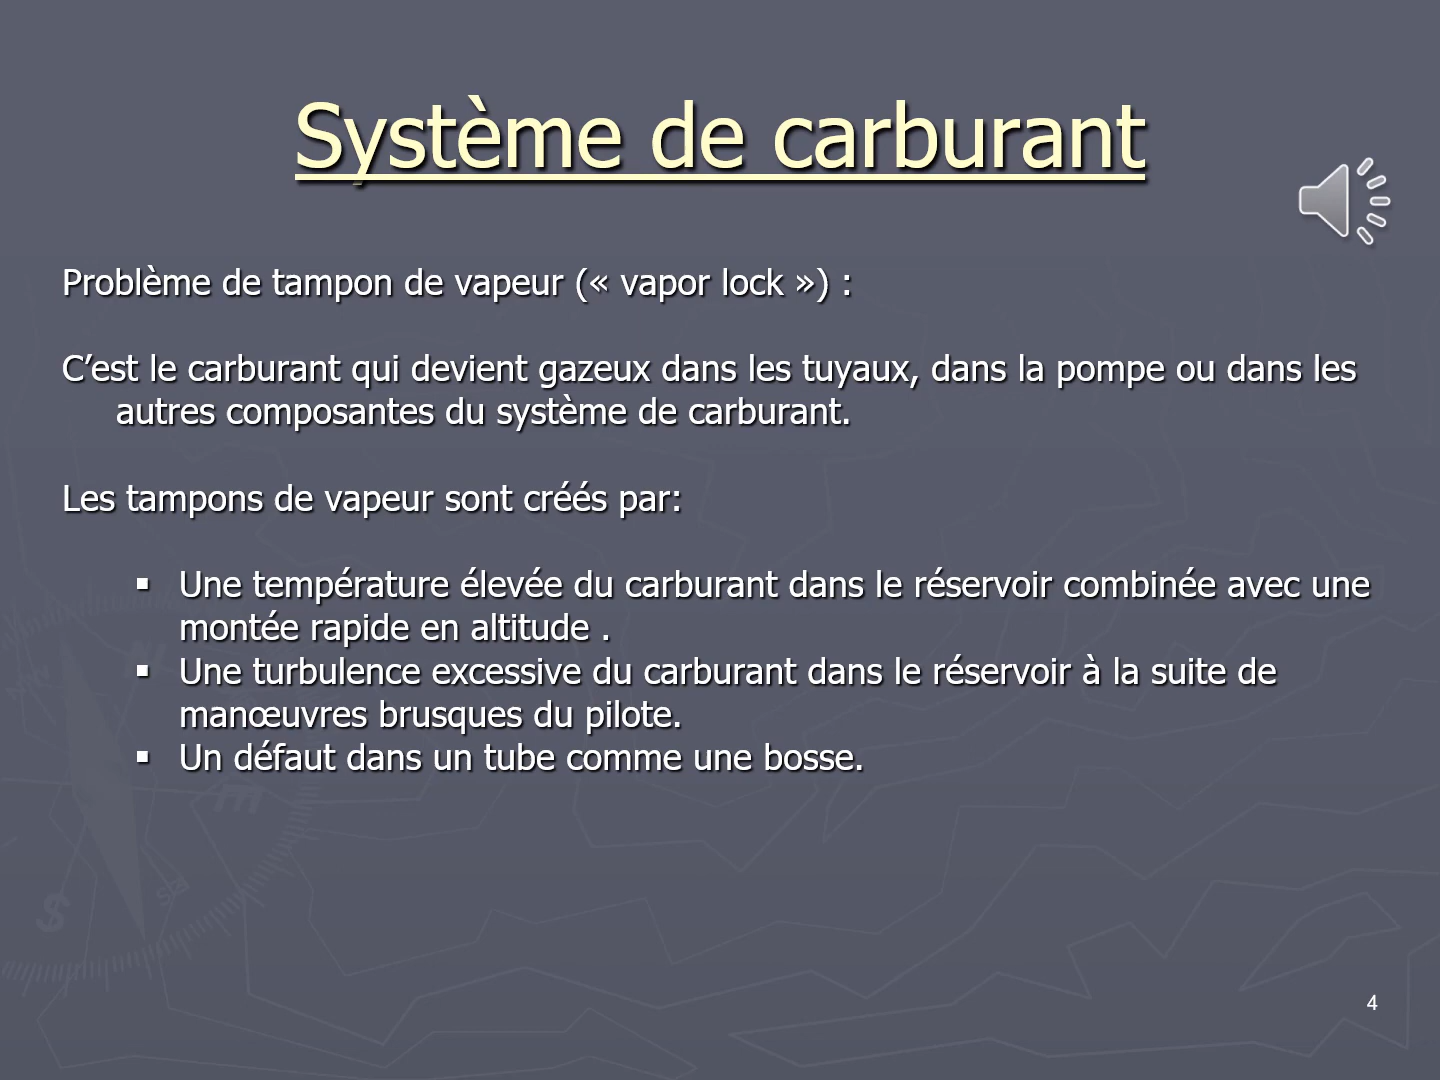 Système de carburant
Problème de tampon de vapeur (« vapor lock ») :
C’est le carburant qui devient gazeux dans les tuyaux, dans la pompe ou dans les
autres composantes du système de carburant.
Les tampons de vapeur sont créés par:
▪ Une température élevée du carburant dans le réservoir combinée avec une
montée rapide en altitude .
▪ Une turbulence excessive du carburant dans le réservoir à la suite de
manœuvres brusques du pilote.
▪ Un défaut dans un tube comme une bosse.
E
S
4